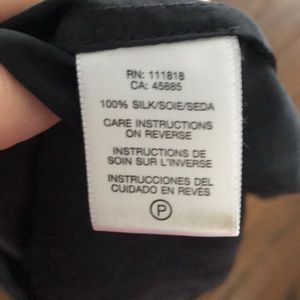 RN: 111818
CA: 45885
100% SILK/SOIE/SEDA
CARE INSTRUCTIONS
ON REVERSE
INSTRUCTIONS DE
SOIN SUR L'INVERSE
INSTRUCCIONES DEL
CUIDADO EN REVÉS
P